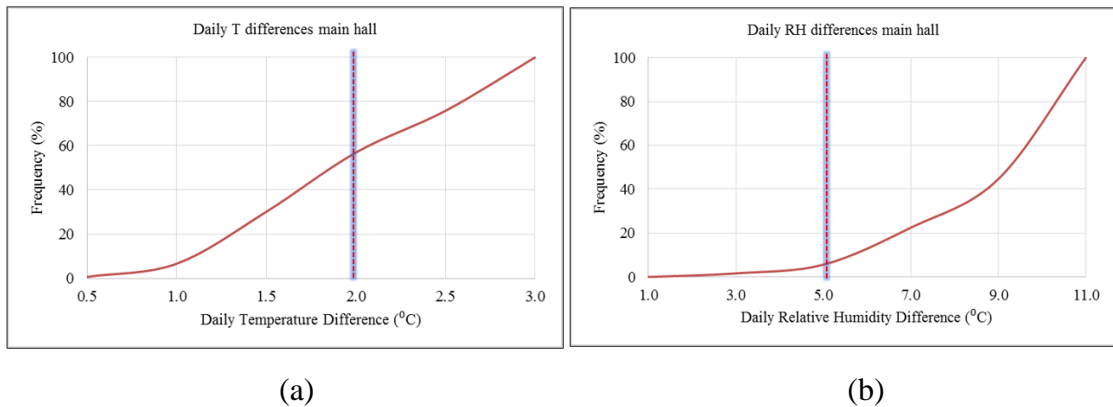 Daily T differences main hall
100
80
60
40
20
0
Frequency (%)
0.5 1.0 1.5 2.0 2.5 3.0
Daily Temperature Difference (⁰C)
(a)
Daily RH differences main hall
100
80
60
40
20
0
Frequency (%)
1.0 3.0 5.0 7.0 9.0 11.0
Daily Relative Humidity Difference (⁰C)
(b)